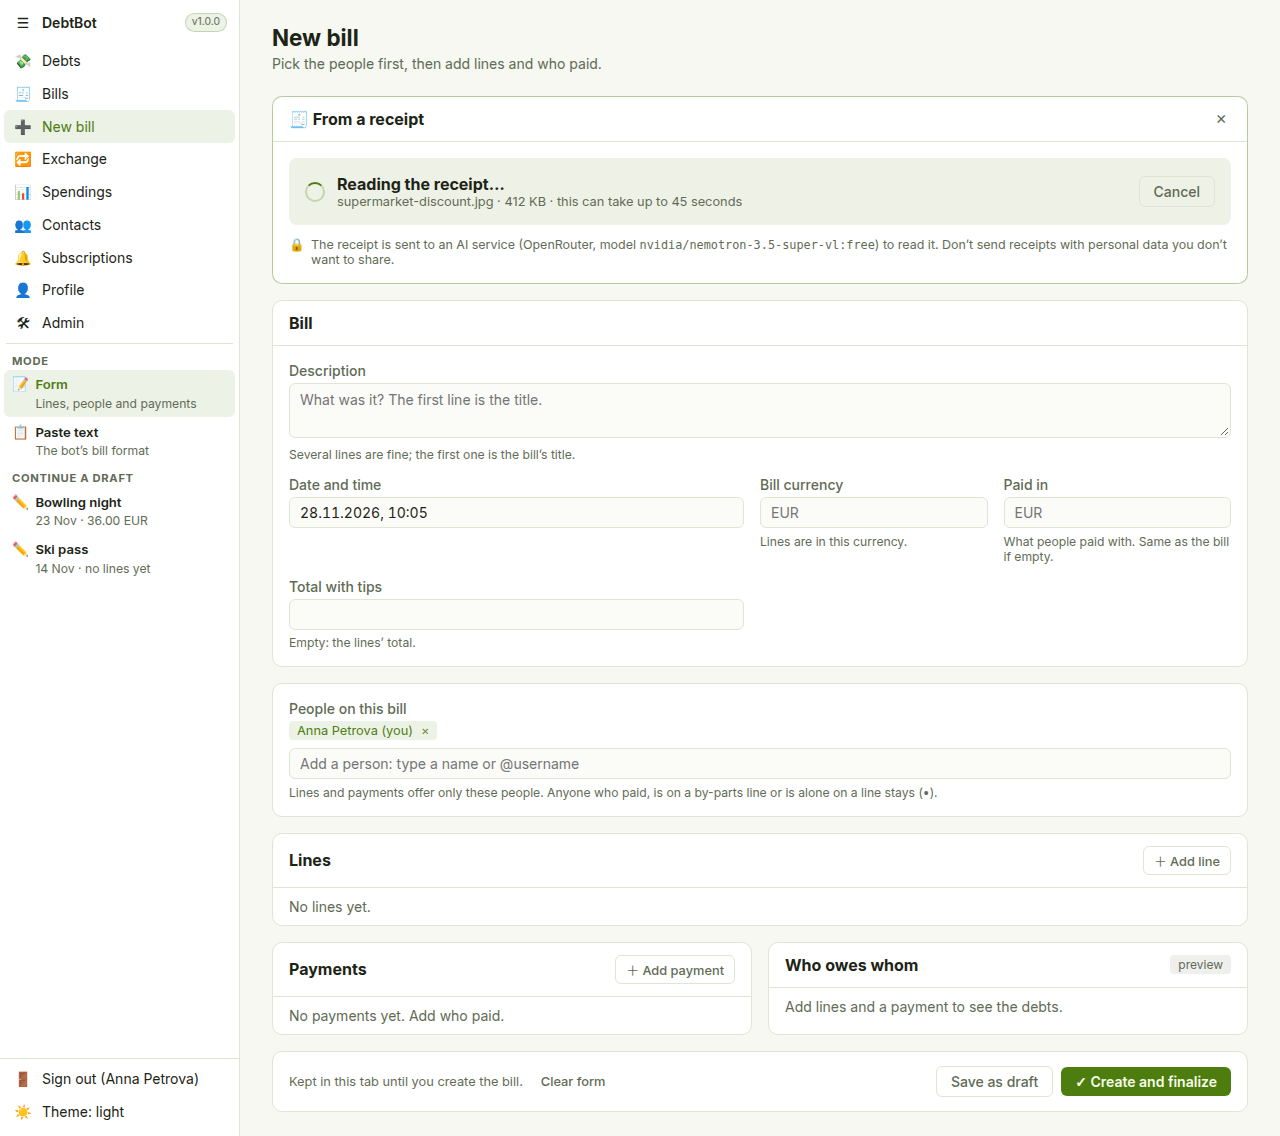 DebtBot
v1.0.0
Debts
Bills
New bill
Exchange
Spendings
Contacts
Subscriptions
Profile
Admin
MODE
Form
Lines, people and payments
Paste text
The bot's bill format
CONTINUE A DRAFT
Bowling night
23 Nov · 36.00 EUR
Ski pass
14 Nov · no lines yet
Sign out (Anna Petrova)
Theme: light
New bill
Pick the people first, then add lines and who paid.
From a receipt
×
Reading the receipt…
supermarket-discount.jpg · 412 KB · this can take up to 45 seconds
Cancel
The receipt is sent to an AI service (OpenRouter, model nvidia/nemotron-3.5-super-vl:free) to read it. Don’t send receipts with personal data you don’t
want to share.
Bill
Description
What was it? The first line is the title.
Several lines are fine; the first one is the bill’s title.
Date and time
Bill currency
Paid in
28.11.2026, 10:05
EUR
EUR
Lines are in this currency.
What people paid with. Same as the bill
if empty.
Total with tips
Empty: the lines’ total.
People on this bill
Anna Petrova (you) ×
Add a person: type a name or @username
Lines and payments offer only these people. Anyone who paid, is on a by-parts line or is alone on a line stays (•).
Lines
+ Add line
No lines yet.
Payments
+ Add payment
No payments yet. Add who paid.
Who owes whom
preview
Add lines and a payment to see the debts.
Kept in this tab until you create the bill.
Clear form
Save as draft
✓ Create and finalize